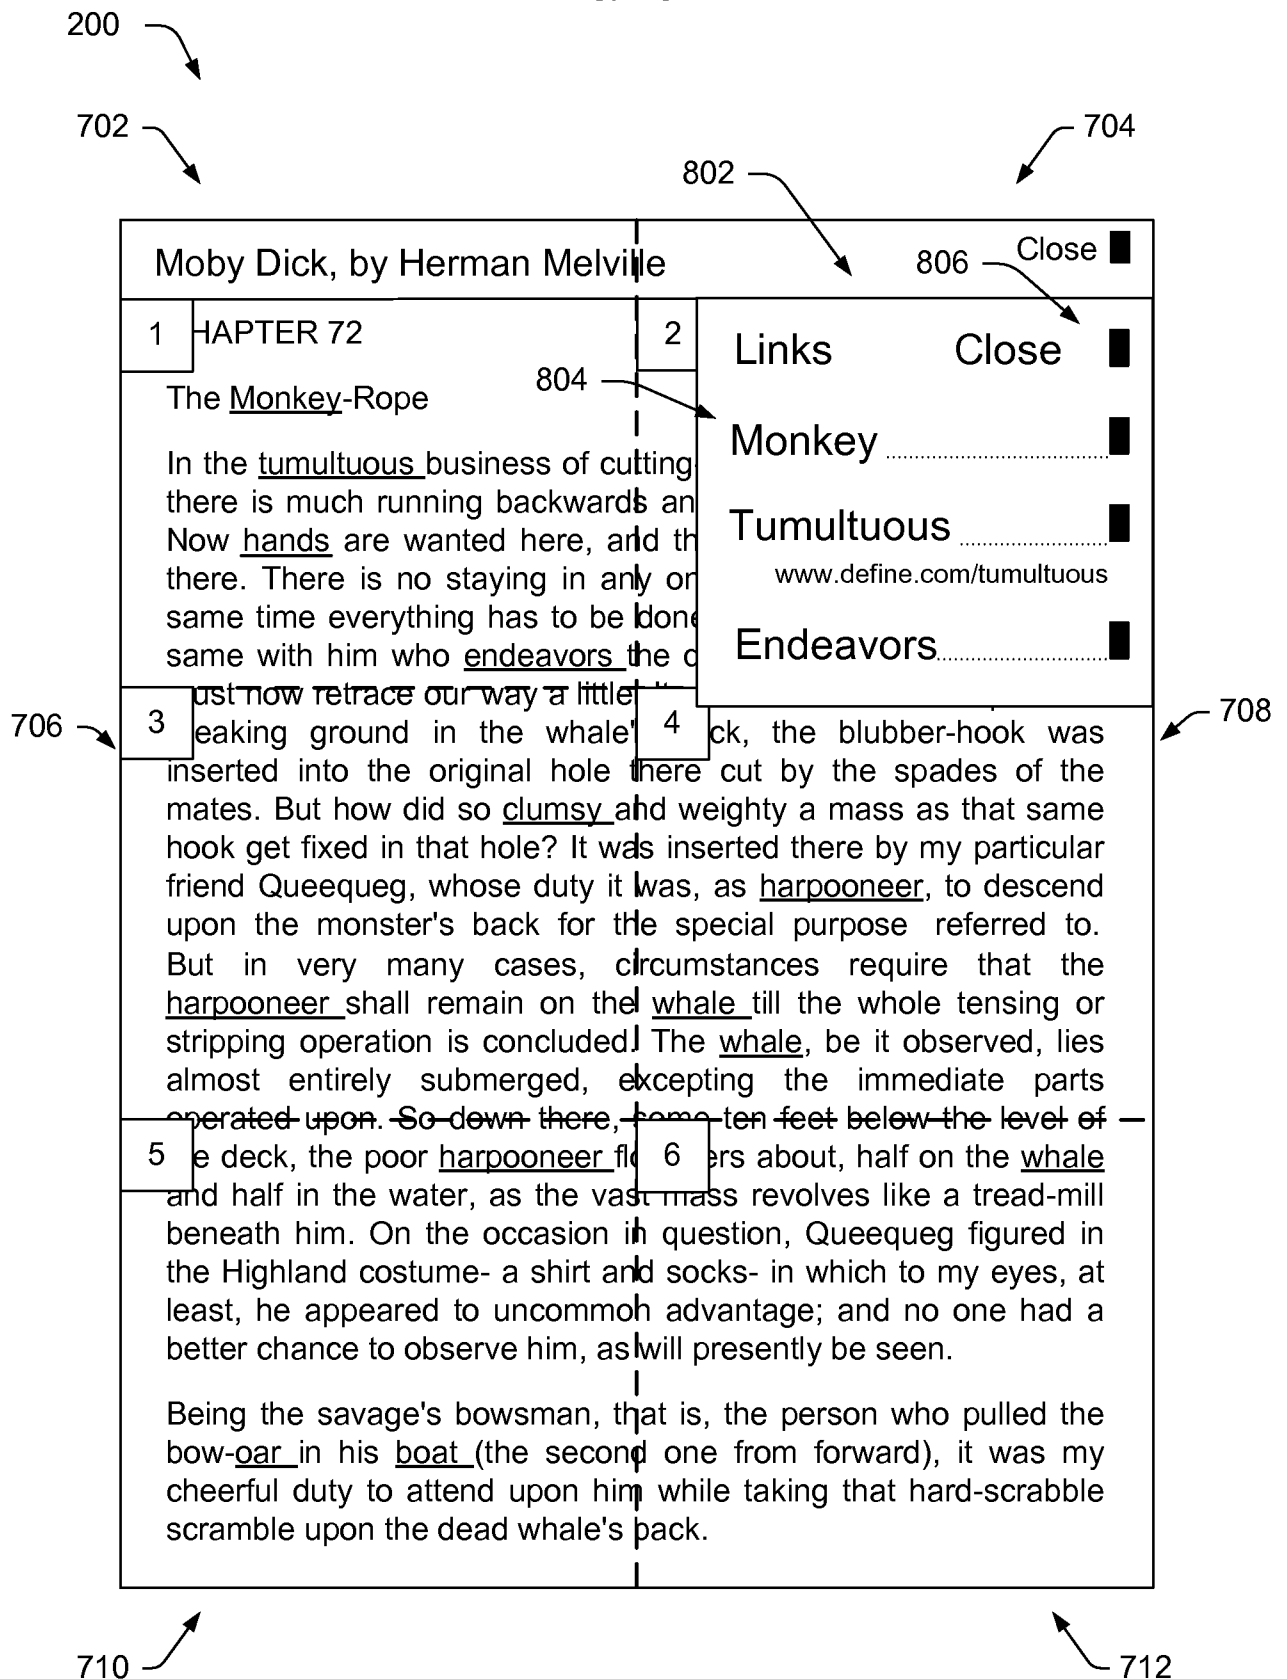 200
702
704
802
Moby Dick, by Herman Melville
Close
806
1 HAPTER 72
2
Links Close
The Monkey-Rope
804
Monkey
In the tumultuous business of cutting-
there is much running backwards an
Tumultuous
Now hands are wanted here, and th
www.define.com/tumultuous
there. There is no staying in any on
same time everything has to be done
Endeavors
same with him who endeavors the
ust now retrace our way a little
706
3
4
708
eaking ground in the whale' ck, the blubber-hook was
inserted into the original hole there cut by the spades of the
mates. But how did so clumsy and weighty a mass as that same
hook get fixed in that hole? It was inserted there by my particular
friend Queequeg, whose duty it was, as harpooneer, to descend
upon the monster's back for the special purpose referred to.
But in very many cases, circumstances require that the
harpooneer shall remain on the whale till the whole tensing or
stripping operation is concluded. The whale, be it observed, lies
almost entirely submerged, excepting the immediate parts
operated upon. So down there, some ten feet below the level of
5 e deck, the poor harpooneer flo 6 ers about, half on the whale
and half in the water, as the vast mass revolves like a tread-mill
beneath him. On the occasion in question, Queequeg figured in
the Highland costume- a shirt and socks- in which to my eyes, at
least, he appeared to uncommon advantage; and no one had a
better chance to observe him, as will presently be seen.
Being the savage's bowsman, that is, the person who pulled the
bow-oar in his boat (the second one from forward), it was my
cheerful duty to attend upon him while taking that hard-scrabble
scramble upon the dead whale's back.
710
712